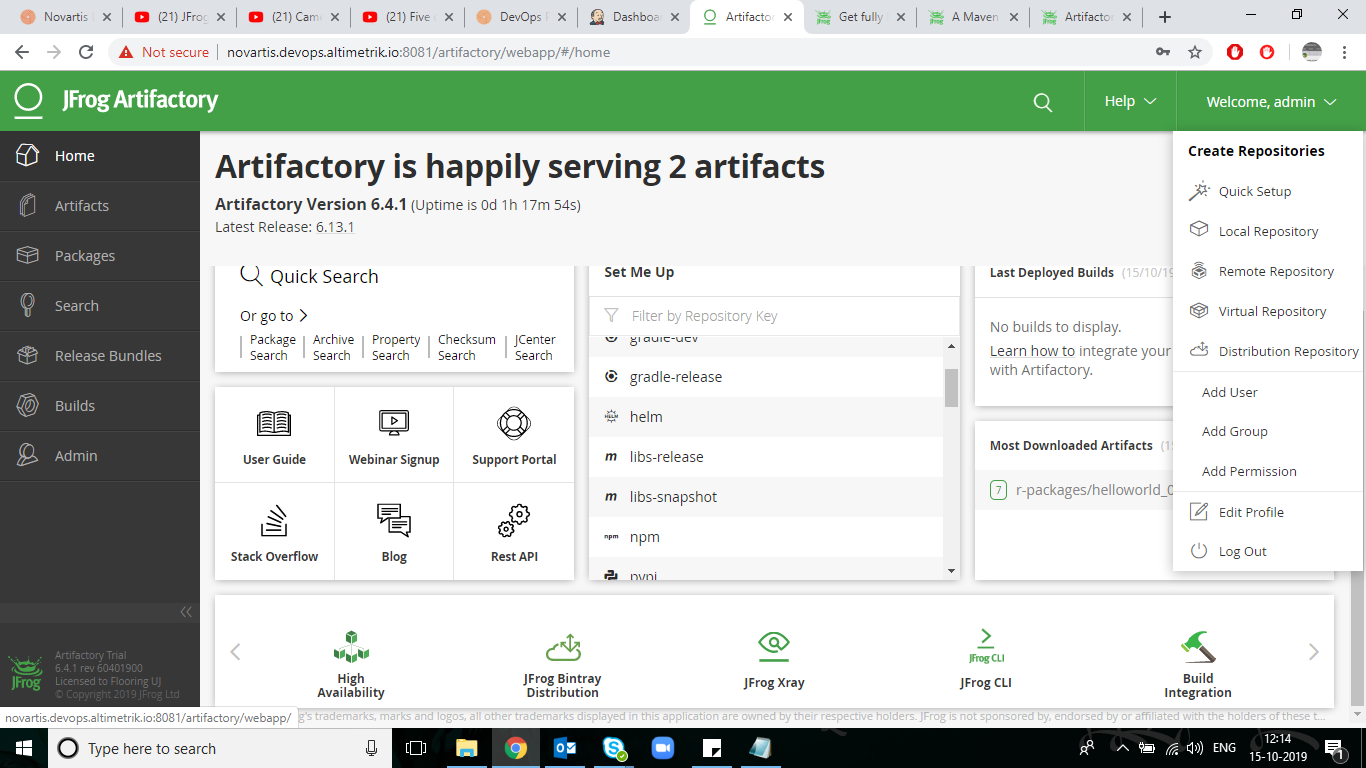 Novartis
(21) JFrog
(21) Cam
(21) Five
DevOps
Dashboa
Artifactor
Get fully
A Maven
Artifactor
Not secure
novartis.devops.altimetrik.io:8081/artifactory/webapp/#/home
JFrog Artifactory
Help
Welcome, admin
Home
Artifacts
Packages
Search
Release Bundles
Builds
Admin
Artifactory Trial
6.4.1 rev 60401900
Licensed to Flooring UJ
© Copyright 2019 JFrog Ltd
JFrog
Artifactory is happily serving 2 artifacts
Artifactory Version 6.4.1 (Uptime is 0d 1h 17m 54s)
Latest Release: 6.13.1
Quick Search
Or go to
Package Search
Archive Search
Property Search
Checksum Search
JCenter Search
User Guide
Webinar Signup
Support Portal
Stack Overflow
Blog
Rest API
Set Me Up
Filter by Repository Key
gradle-dev
gradle-release
HELM
helm
m
libs-release
m
libs-snapshot
npm
npm
pypi
Last Deployed Builds (15/10/19
No builds to display.
Learn how to integrate your
with Artifactory.
Most Downloaded Artifacts (15
7
r-packages/helloworld_0
Create Repositories
Quick Setup
Local Repository
Remote Repository
Virtual Repository
Distribution Repository
Add User
Add Group
Add Permission
Edit Profile
Log Out
High
Availability
JFrog Bintray
Distribution
JFrog Xray
JFrog CLI
JFrog CLI
Build
Integration
novartis.devops.altimetrik.io:8081/artifactory/webapp/
g's trademarks, marks and logos, all other trademarks displayed in this application are owned by their respective holders. JFrog is not sponsored by, endorsed by or affiliated with the holders of these t...
Type here to search
ENG
12:14
15-10-2019
1